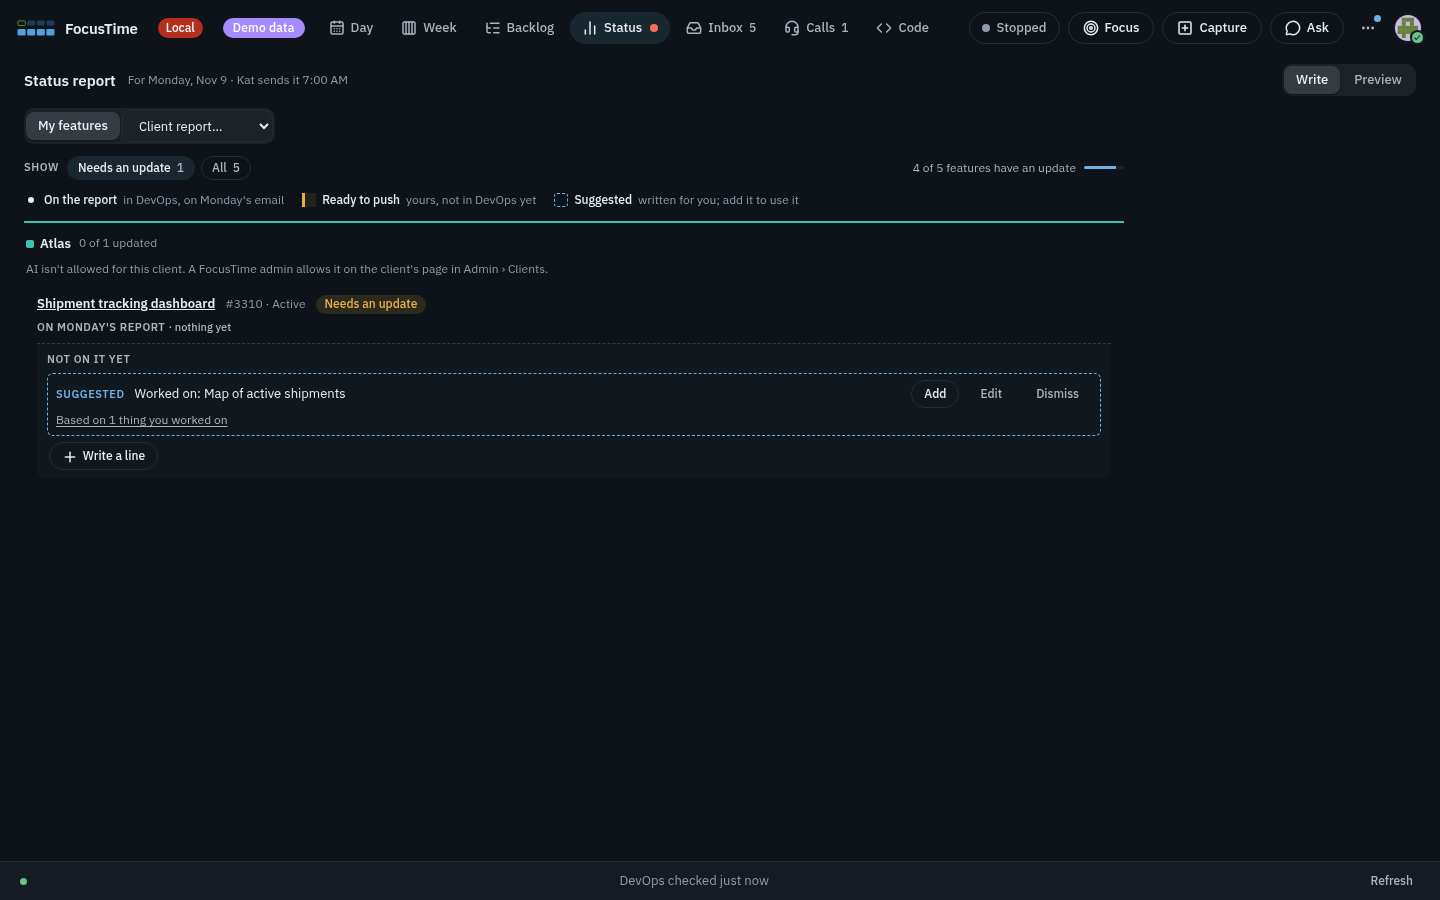 FocusTime Local Demo data Day Week Backlog Status Inbox 5 Calls 1 Code Stopped Focus Capture Ask
Status report For Monday, Nov 9 · Kat sends it 7:00 AM Write Preview
My features Client report...
SHOW Needs an update 1 All 5 4 of 5 features have an update
On the report in DevOps, on Monday's email Ready to push yours, not in DevOps yet Suggested written for you; add it to use it
Atlas 0 of 1 updated
AI isn't allowed for this client. A FocusTime admin allows it on the client's page in Admin › Clients.
Shipment tracking dashboard #3310 · Active Needs an update
ON MONDAY'S REPORT · nothing yet
NOT ON IT YET
SUGGESTED Worked on: Map of active shipments Add Edit Dismiss
Based on 1 thing you worked on
Write a line
DevOps checked just now Refresh